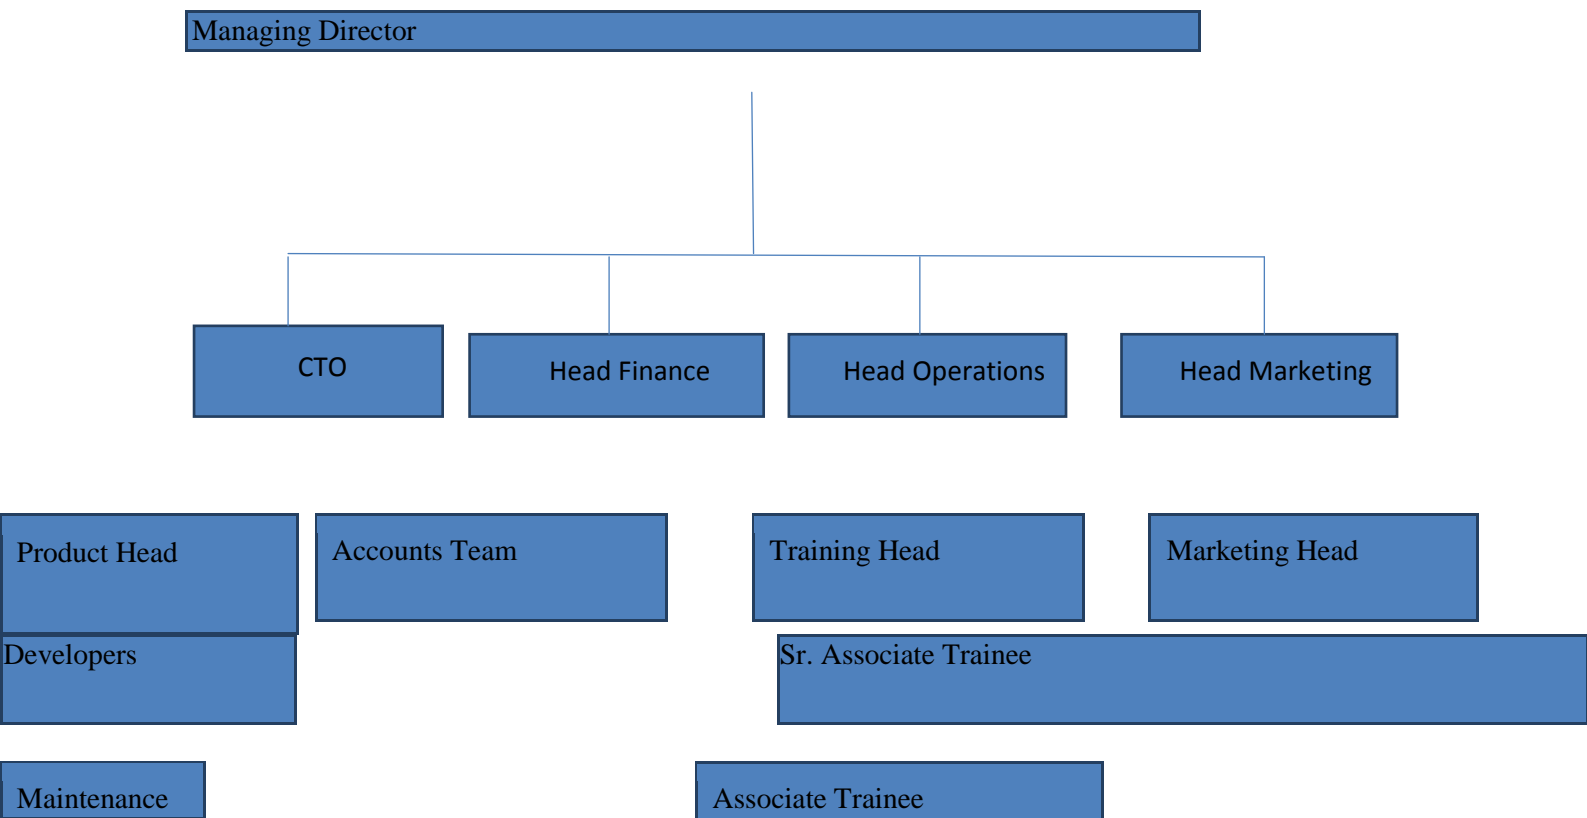 Managing Director
CTO
Head Finance
Head Operations
Head Marketing
Product Head
Accounts Team
Training Head
Marketing Head
Developers
Sr. Associate Trainee
Maintenance
Associate Trainee